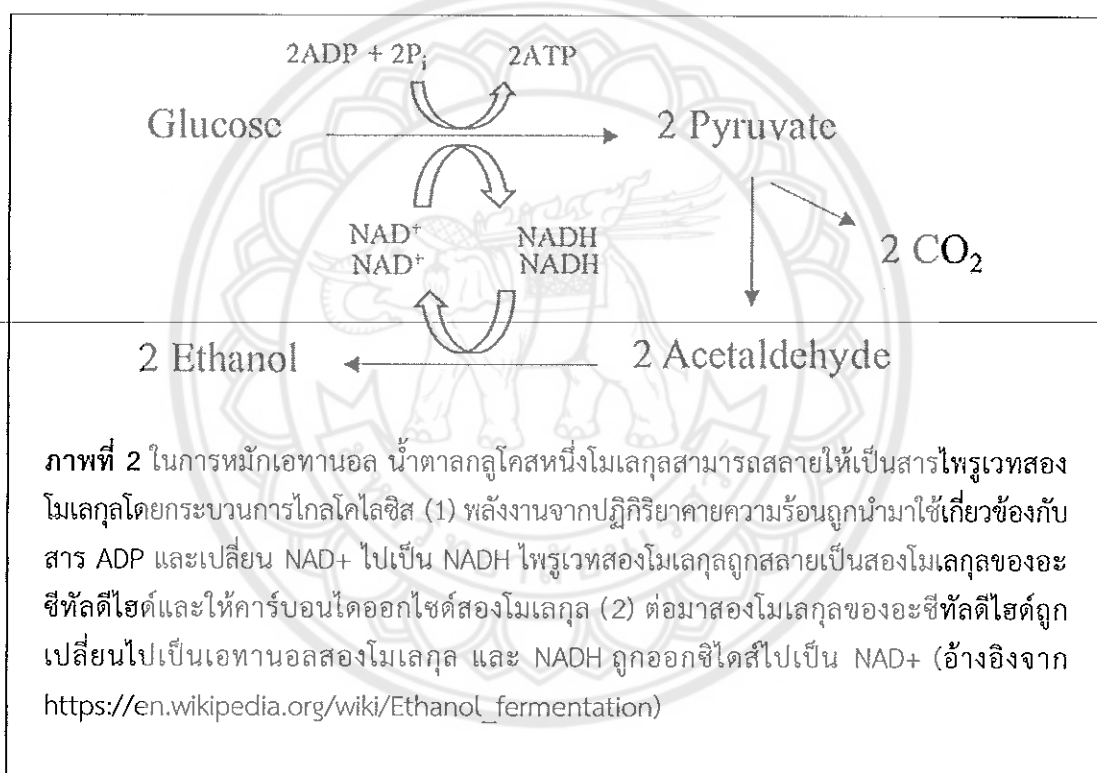 2ADP + 2Pi 2ATP
Glucose 2 Pyruvate
NAD+ NADH
NAD+ NADH
2 CO2
2 Ethanol 2 Acetaldehyde
ภาพที่ 2 ในการหมักเอทานอล น้ำตาลกลูโคสหนึ่งโมเลกุลสามารถสลายให้เป็นสารไพรูเวทสอง
โมเลกุลโดยกระบวนการไกลโคไลซิส (1) พลังงานจากปฏิกิริยาคายความร้อนถูกนำมาใช้เกี่ยวข้องกับ
สาร ADP และเปลี่ยน NAD+ ไปเป็น NADH ไพรูเวทสองโมเลกุลถูกสลายเป็นสองโมเลกุลของอะ
ซีทัลดีไฮด์และให้คาร์บอนไดออกไซด์สองโมเลกุล (2) ต่อมาสองโมเลกุลของอะซีทัลดีไฮด์ถูก
เปลี่ยนไปเป็นเอทานอลสองโมเลกุล และ NADH ถูกออกซิไดส์ไปเป็น NAD+ (อ้างอิงจาก
https://en.wikipedia.org/wiki/Ethanol_fermentation)